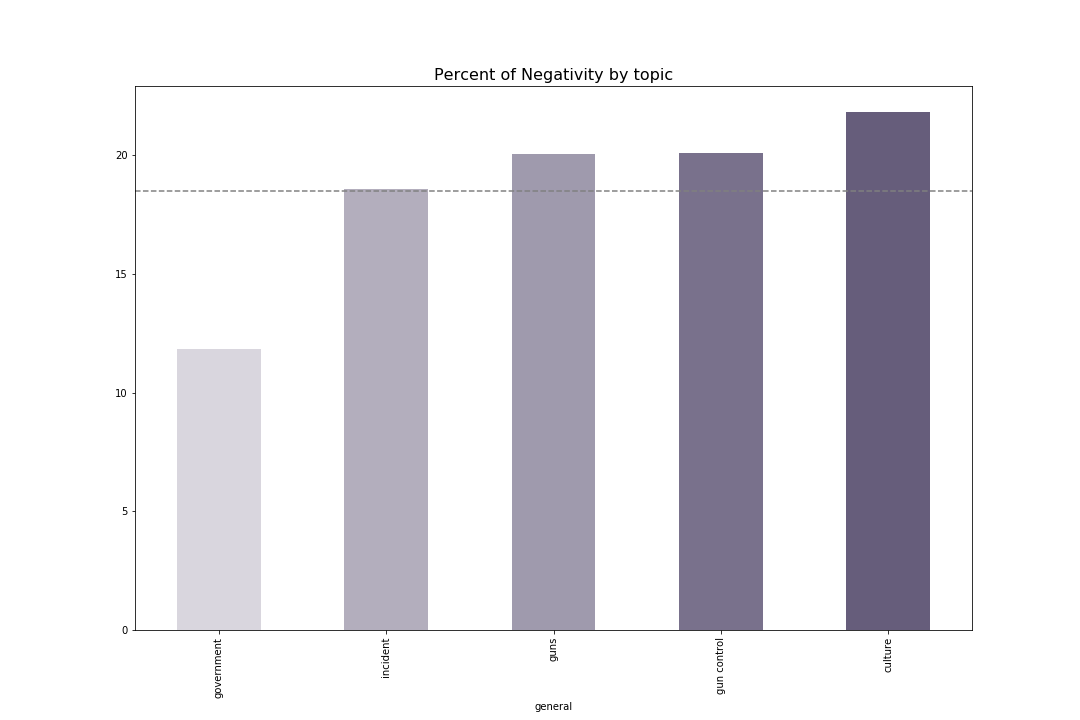 Percent of Negativity by topic
20
15
10
5
0
government
incident
guns
gun control
culture
general